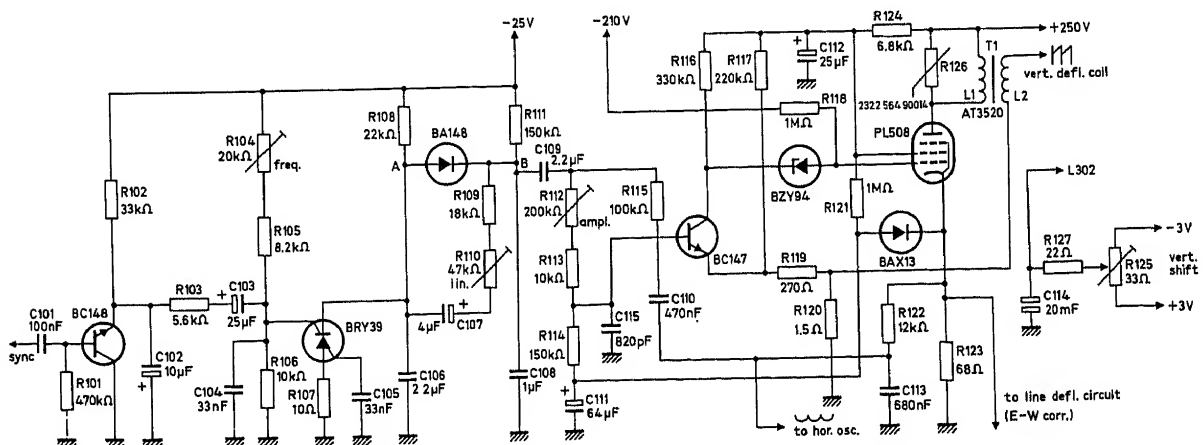 -25V
-210V
+250V
R124
6.8kΩ
R116
330kΩ
R117
220kΩ
C112
25µF
R126
T1
L1
L2
AT3520
vert. defl. coil
2322 564 90014
R118
1MΩ
PL508
R108
22kΩ
BA148
R111
150kΩ
A
B
C109
2.2µF
R104
20kΩ
freq.
R102
33kΩ
R109
18kΩ
R112
200kΩ
ampl.
R115
100kΩ
BZY94
1MΩ
R121
BAX13
L302
R105
8.2kΩ
R110
47kΩ
lin.
R113
10kΩ
BC147
R119
270Ω
R127
22Ω
-3V
R125
33Ω
vert.
shift
+3V
C101
100nF
BC148
R103
5.6kΩ
C103
25µF
BRY39
4µF
C107
C110
470nF
R120
1.5Ω
R122
12kΩ
C114
20mF
sync
R101
470kΩ
C102
10µF
C104
33nF
R106
10kΩ
R107
10Ω
C105
33nF
C106
2 2µF
C108
1µF
R114
150kΩ
C115
820pF
R123
68Ω
C111
64µF
C113
680nF
to hor. osc.
to line defl. circuit
(E-W corr.)